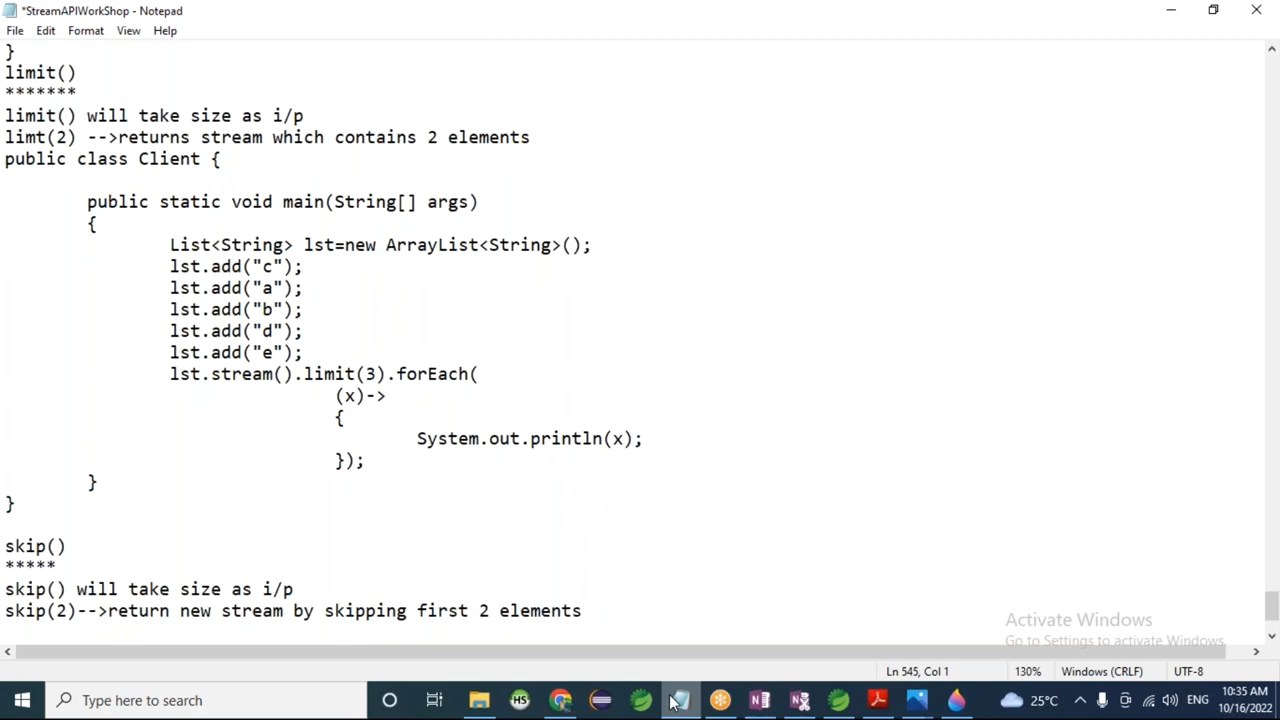 *StreamAPIWorkShop - Notepad
File Edit Format View Help
}
limit()
*******
limit() will take size as i/p
limt(2) -->returns stream which contains 2 elements
public class Client {
public static void main(String[] args)
{
List<String> lst=new ArrayList<String>();
lst.add("c");
lst.add("a");
lst.add("b");
lst.add("d");
lst.add("e");
lst.stream().limit(3).forEach(
(x)->
{
System.out.println(x);
});
}
}
skip()
*****
skip() will take size as i/p
skip(2)-->return new stream by skipping first 2 elements
Activate Windows
Go to Settings to activate Windows.
Ln 545, Col 1 130% Windows (CRLF) UTF-8
Type here to search
HS
25°C
ENG
10:35 AM
10/16/2022